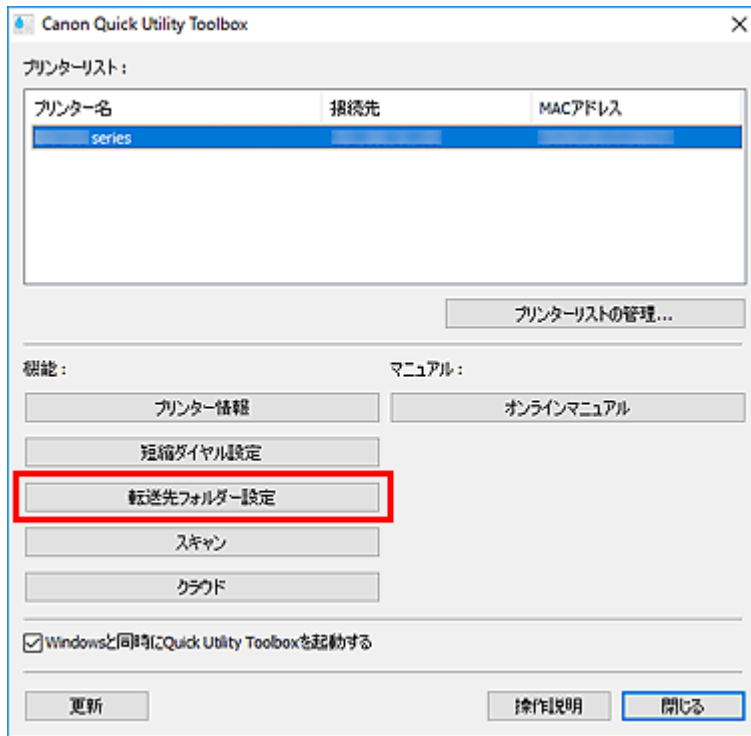 Canon Quick Utility Toolbox
プリンターリスト：
プリンター名 接続先 MACアドレス
series
プリンターリストの管理...
機能： マニュアル：
プリンター情報 オンラインマニュアル
短縮ダイヤル設定
転送先フォルダー設定
スキャン
クラウド
Windowsと同時にQuick Utility Toolboxを起動する
更新 操作説明 閉じる